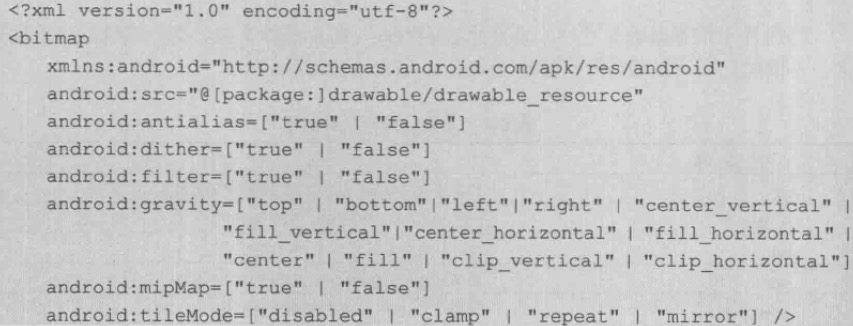 <?xml version="1.0" encoding="utf-8"?>
<bitmap
xmlns:android="http://schemas.android.com/apk/res/android"
android:src="@[package:]drawable/drawable_resource"
android:antialias=["true" | "false"]
android:dither=["true" | "false"]
android:filter=["true" | "false"]
android:gravity=["top" | "bottom"|"left"|"right" | "center_vertical" |
"fill_vertical"|"center_horizontal" | "fill_horizontal" |
"center" | "fill" | "clip_vertical" | "clip_horizontal"]
android:mipMap=["true" | "false"]
android:tileMode=["disabled" | "clamp" | "repeat" | "mirror"] />